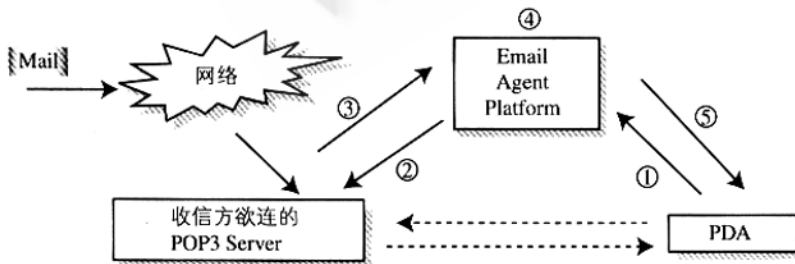 ④
Mail
网络
Email
Agent
Platform
③
⑤
②
①
收信方欲连的
POP3 Server
PDA